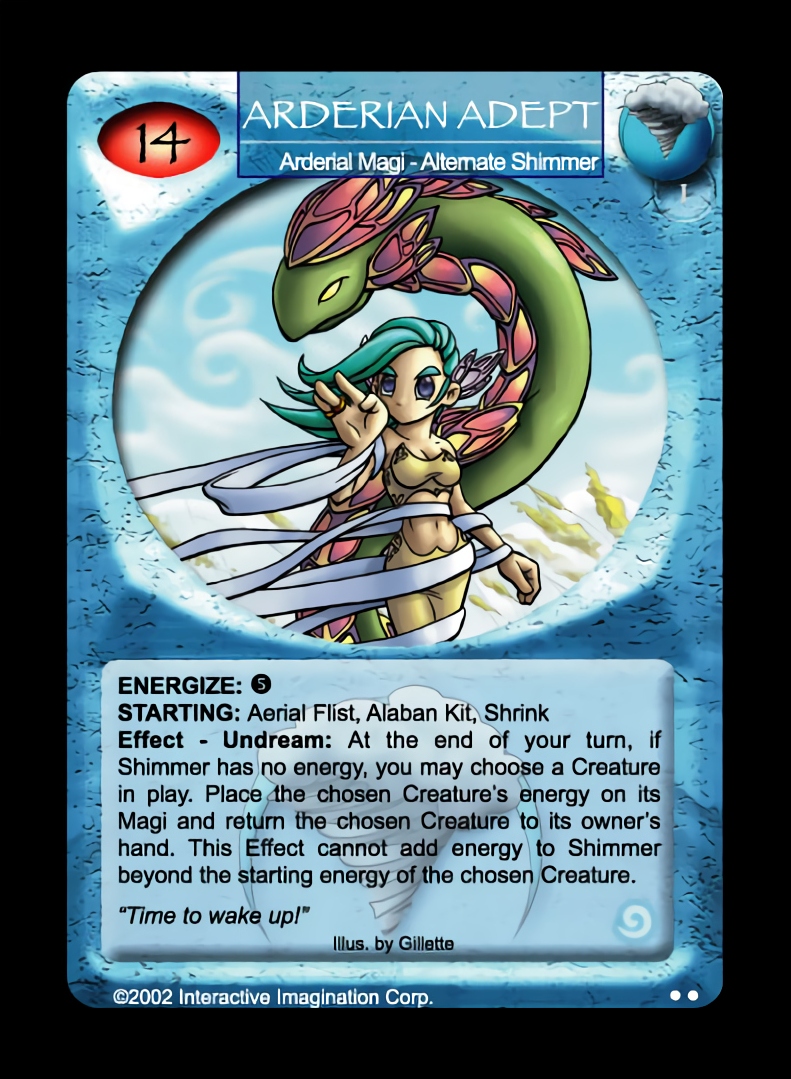 14
ARDERIAN ADEPT
Arderial Magi - Alternate Shimmer
1
ENERGIZE: 5
STARTING: Aerial Flist, Alaban Kit, Shrink
Effect - Undream: At the end of your turn, if
Shimmer has no energy, you may choose a Creature
in play. Place the chosen Creature's energy on its
Magi and return the chosen Creature to its owner's
hand. This Effect cannot add energy to Shimmer
beyond the starting energy of the chosen Creature.
"Time to wake up!"
Illus. by Gillette
©2002 Interactive Imagination Corp.